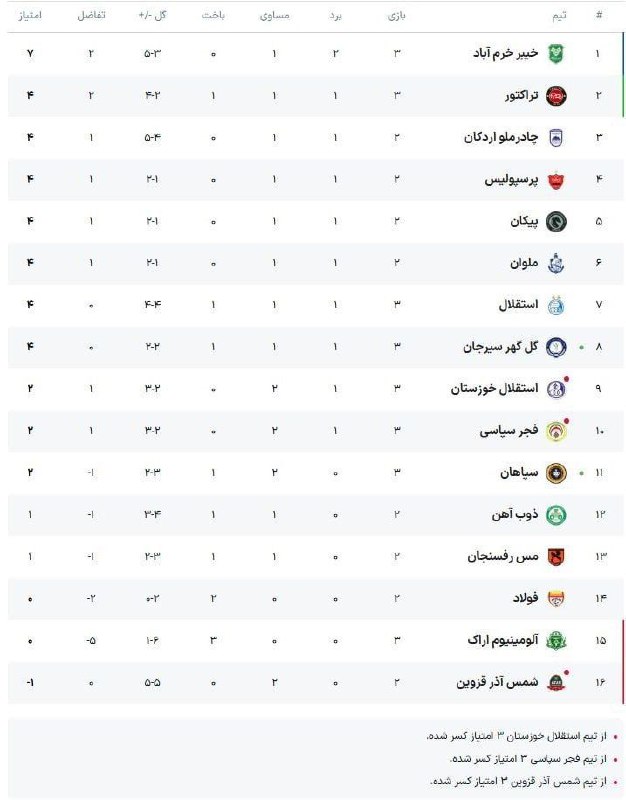 # تیم بازی برد مساوی باخت گل -/+ تفاضل امتیاز
۱ خیبر خرم آباد ۳ ۲ ۱ ۰ ۵-۳ ۲ ۷
۲ تراکتور ۳ ۱ ۱ ۱ ۴-۲ ۲ ۴
۳ چادرملو اردکان ۲ ۱ ۱ ۰ ۵-۴ ۱ ۴
۴ پرسپولیس ۲ ۱ ۱ ۰ ۲-۱ ۱ ۴
۵ پیکان ۲ ۱ ۱ ۰ ۲-۱ ۱ ۴
۶ ملوان ۲ ۱ ۱ ۰ ۲-۱ ۱ ۴
۷ استقلال ۳ ۱ ۱ ۱ ۴-۴ ۰ ۴
۸ گل گهر سیرجان ۳ ۱ ۱ ۱ ۲-۲ ۰ ۴
۹ استقلال خوزستان ۳ ۱ ۲ ۰ ۳-۲ ۱ ۲
۱۰ فجر سپاسی ۳ ۱ ۲ ۰ ۳-۲ ۱ ۲
۱۱ سپاهان ۳ ۰ ۲ ۱ ۲-۳ -۱ ۲
۱۲ ذوب آهن ۲ ۰ ۱ ۱ ۳-۴ -۱ ۱
۱۳ مس رفسنجان ۲ ۰ ۱ ۱ ۲-۳ -۱ ۱
۱۴ فولاد ۲ ۰ ۰ ۲ ۰-۲ -۲ ۰
۱۵ آلومینیوم اراک ۳ ۰ ۰ ۳ ۱-۶ -۵ ۰
۱۶ شمس آذر قزوین ۲ ۰ ۲ ۰ ۵-۵ ۰ -۱
از تیم استقلال خوزستان ۳ امتیاز کسر شده.
از تیم فجر سپاسی ۳ امتیاز کسر شده.
از تیم شمس آذر قزوین ۳ امتیاز کسر شده.